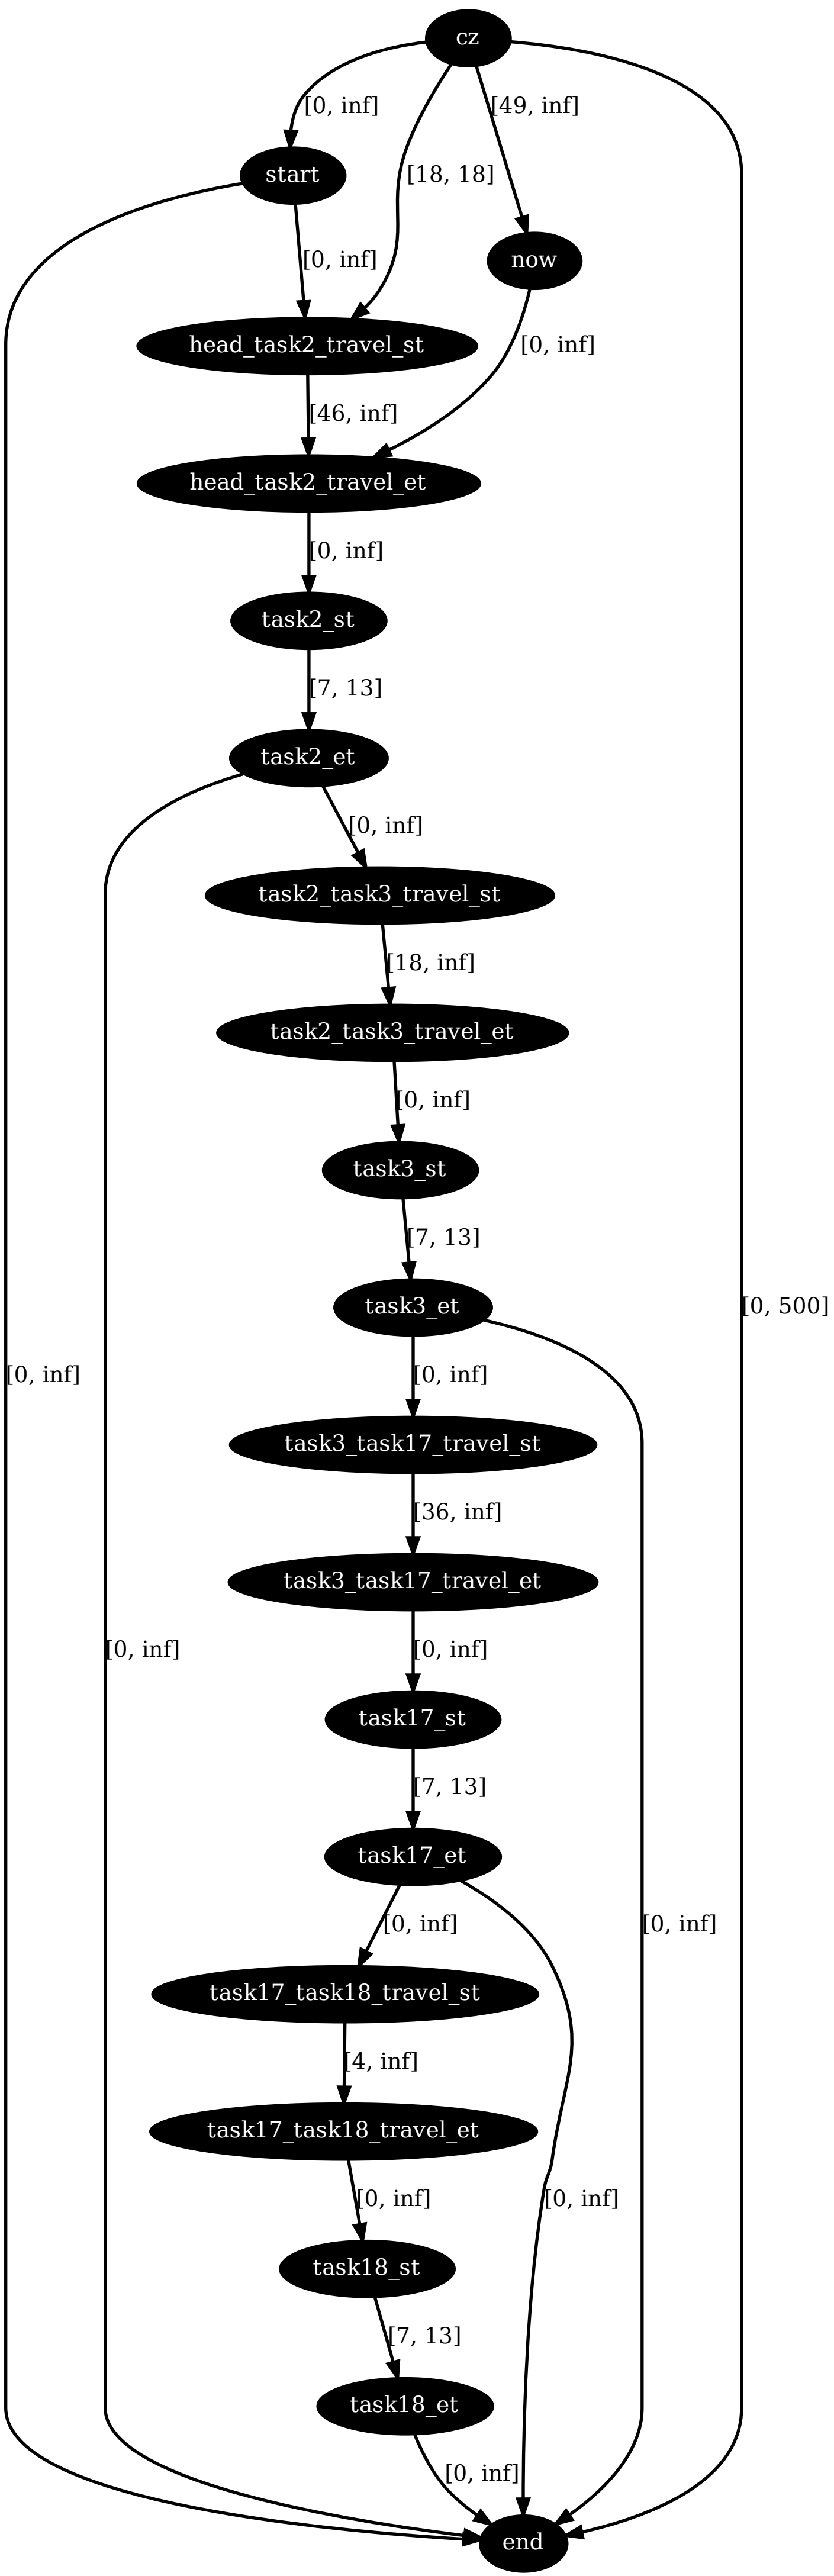 cz
[0, inf]
[49, inf]
start
[18, 18]
now
[0, inf]
head_task2_travel_st
[0, inf]
[46, inf]
head_task2_travel_et
[0, inf]
task2_st
[7, 13]
task2_et
[0, inf]
task2_task3_travel_st
[18, inf]
task2_task3_travel_et
[0, inf]
task3_st
[7, 13]
task3_et
[0, 500]
[0, inf]
[0, inf]
task3_task17_travel_st
[36, inf]
task3_task17_travel_et
[0, inf]
[0, inf]
task17_st
[7, 13]
task17_et
[0, inf]
[0, inf]
task17_task18_travel_st
[4, inf]
task17_task18_travel_et
[0, inf]
[0, inf]
task18_st
[7, 13]
task18_et
[0, inf]
end